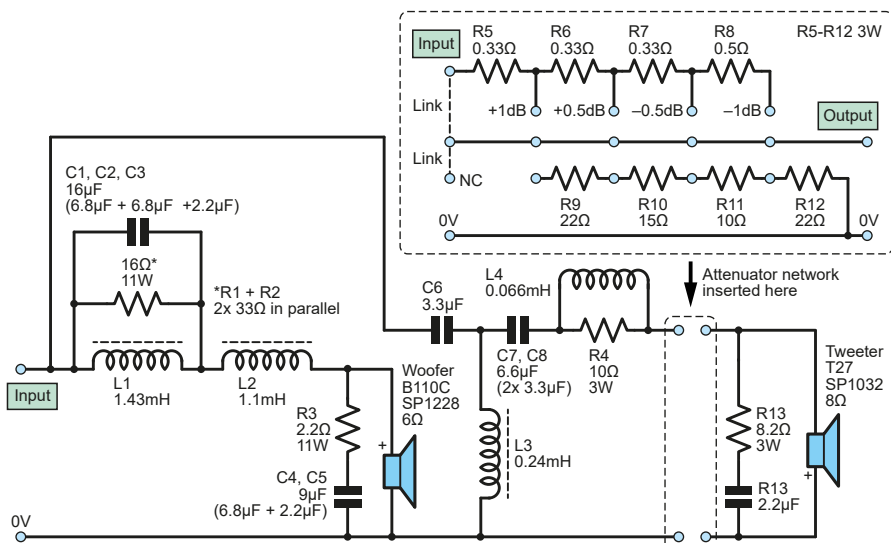 Input
R5
0.33Ω
R6
0.33Ω
R7
0.33Ω
R8
0.5Ω
R5-R12 3W
Link
+1dB
+0.5dB
–0.5dB
–1dB
Output
Link
NC
R9
22Ω
R10
15Ω
R11
10Ω
R12
22Ω
0V
0V
C1, C2, C3
16µF
(6.8µF + 6.8µF +2.2µF)
16Ω*
11W
*R1 + R2
2x 33Ω in parallel
L1
1.43mH
L2
1.1mH
Input
0V
R3
2.2Ω
11W
C4, C5
9µF
(6.8µF + 2.2µF)
Woofer
B110C
SP1228
6Ω
+
C6
3.3µF
L4
0.066mH
C7, C8
6.6µF
(2x 3.3µF)
R4
10Ω
3W
L3
0.24mH
Attenuator network
inserted here
R13
8.2Ω
3W
R13
2.2µF
Tweeter
T27
SP1032
8Ω
+